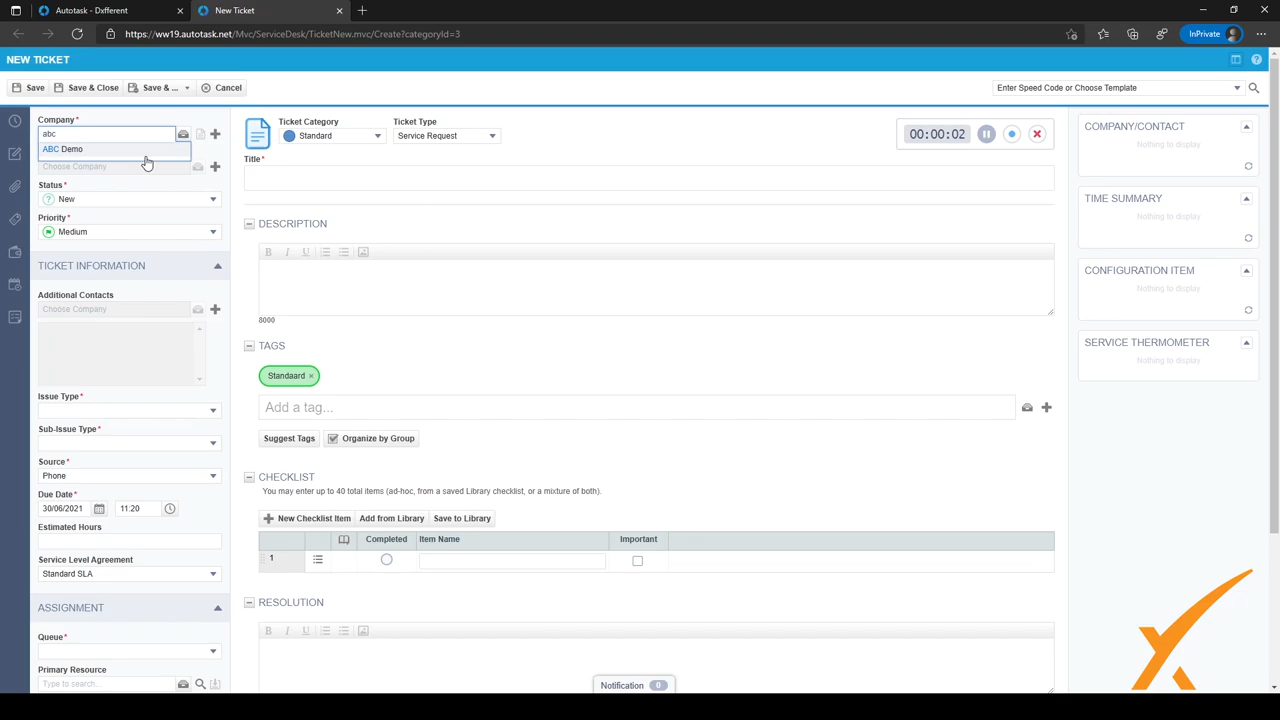 Autotask - Dxfferent
New Ticket
https://ww19.autotask.net/Mvc/ServiceDesk/TicketNew.mvc/Create?categoryId=3
InPrivate
NEW TICKET
Save
Save & Close
Save & ...
Cancel
Enter Speed Code or Choose Template
Company*
abc
ABC Demo
Choose Company
Status*
New
Priority*
Medium
TICKET INFORMATION
Additional Contacts
Choose Company
Issue Type*
Sub-Issue Type*
Source*
Phone
Due Date*
30/06/2021
11:20
Estimated Hours
Service Level Agreement
Standard SLA
ASSIGNMENT
Queue*
Primary Resource
Type to search...
Ticket Category
Standard
Ticket Type
Service Request
00:00:02
Title*
DESCRIPTION
B I U
8000
TAGS
Standaard ×
Add a tag...
Suggest Tags
Organize by Group
CHECKLIST
You may enter up to 40 total items (ad-hoc, from a saved Library checklist, or a mixture of both).
New Checklist Item
Add from Library
Save to Library
Completed
Item Name
Important
1
RESOLUTION
B I U
Notification 0
COMPANY/CONTACT
Nothing to display
TIME SUMMARY
Nothing to display
CONFIGURATION ITEM
Nothing to display
SERVICE THERMOMETER
Nothing to display